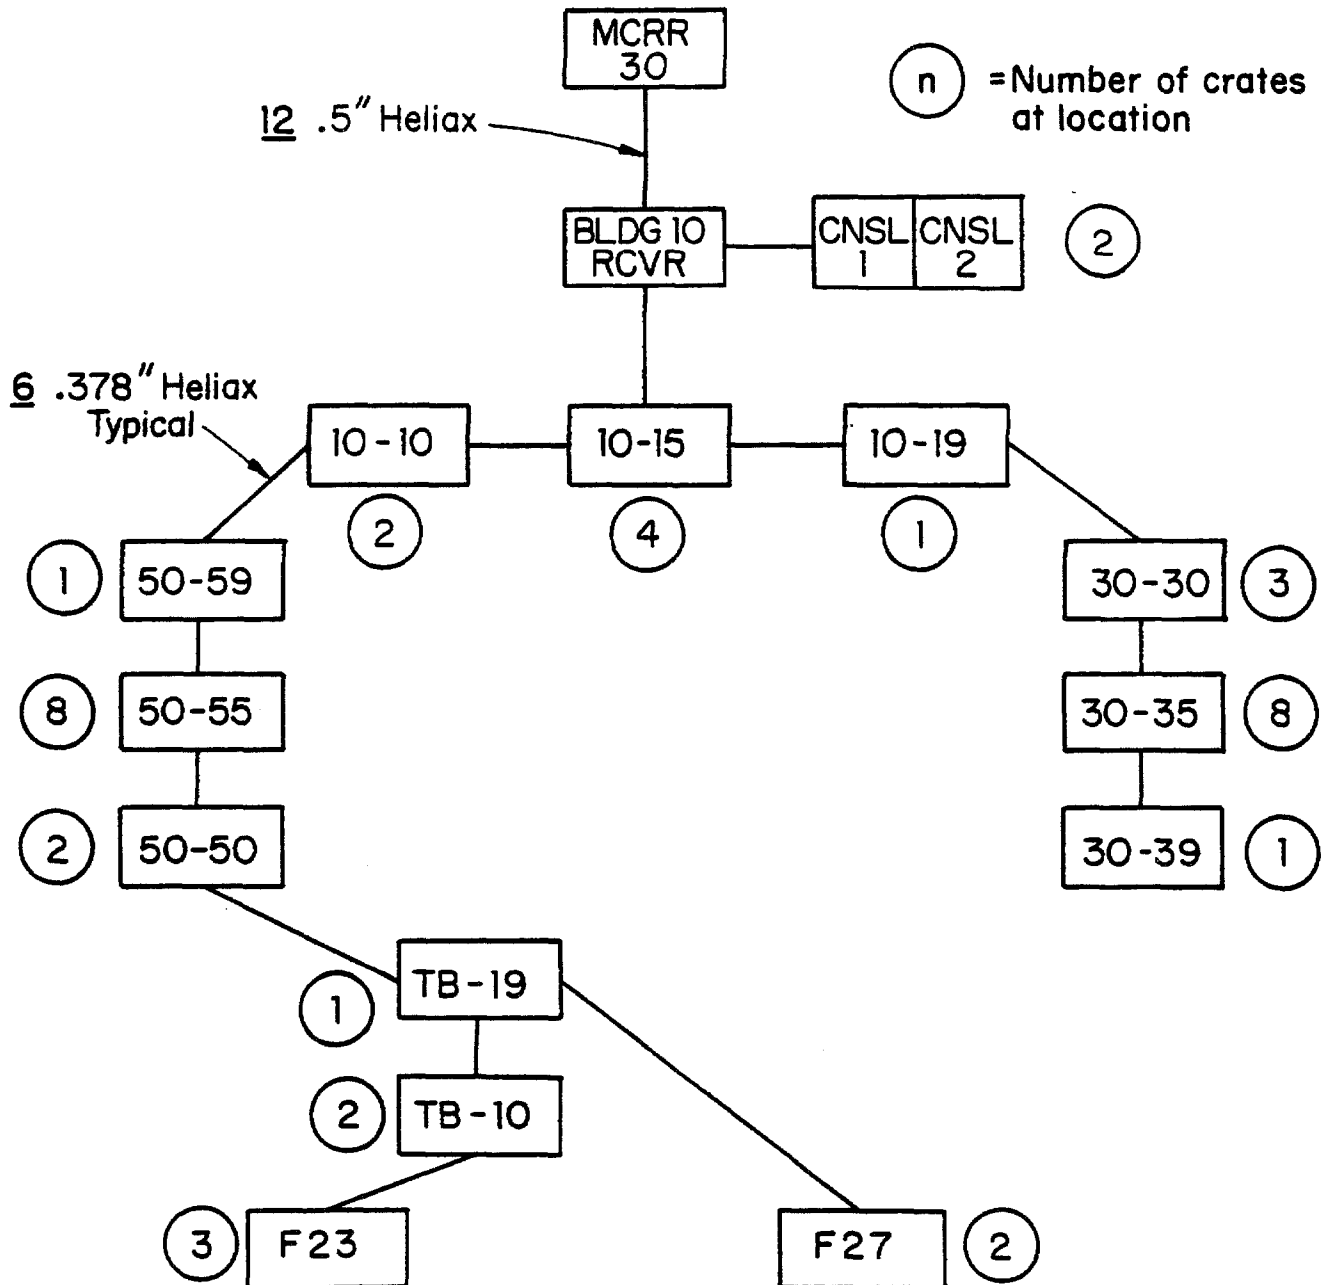 MCRR
30
n =Number of crates
at location
12 .5" Heliax
BLDG 10
RCVR
CNSL
1
CNSL
2
2
6 .378" Heliax
Typical
10-10
10-15
10-19
2
4
1
1
50-59
30-30
3
8
50-55
30-35
8
2
50-50
30-39
1
1
TB-19
2
TB-10
3
F23
F27
2